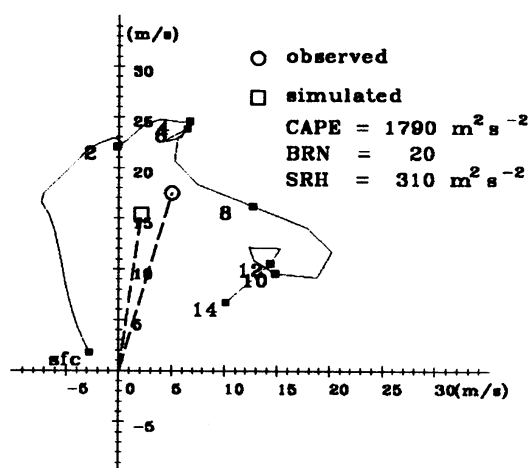 (m/s)
30
observed
simulated
CAPE = 1790 m² s⁻²
BRN = 20
SRH = 310 m² s⁻²
25
4
2
20
8
15
12
10
10
14
5
sfc
-5 0 5 10 15 20 25 30(m/s)
-5